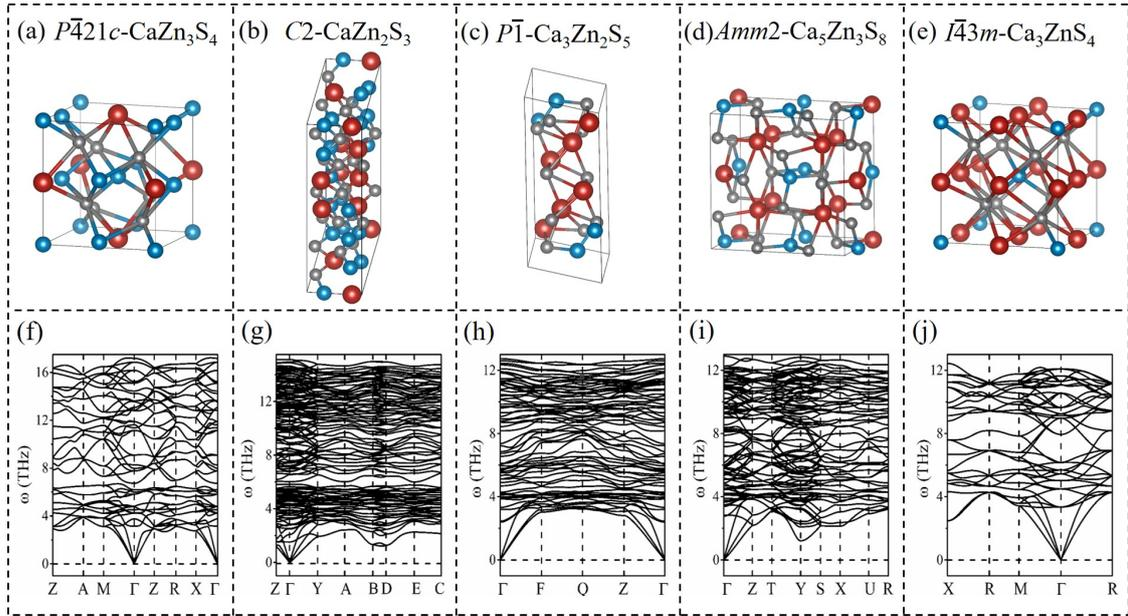 (a) P4̅21c-CaZn₃S₄
(b) C2-CaZn₂S₃
(c) P1̅-Ca₃Zn₂S₅
(d) Amm2-Ca₅Zn₃S₈
(e) I4̅3m-Ca₃ZnS₄
(f)
16
12
8
4
0
ω (THz)
Z A M Γ Z R X Γ
(g)
12
8
4
0
ω (THz)
Z Γ Y A B D E C
(h)
12
8
4
0
ω (THz)
Γ F Q Z Γ
(i)
12
8
4
0
ω (THz)
Γ Z T Y S X U R
(j)
12
8
4
0
ω (THz)
X R M Γ R